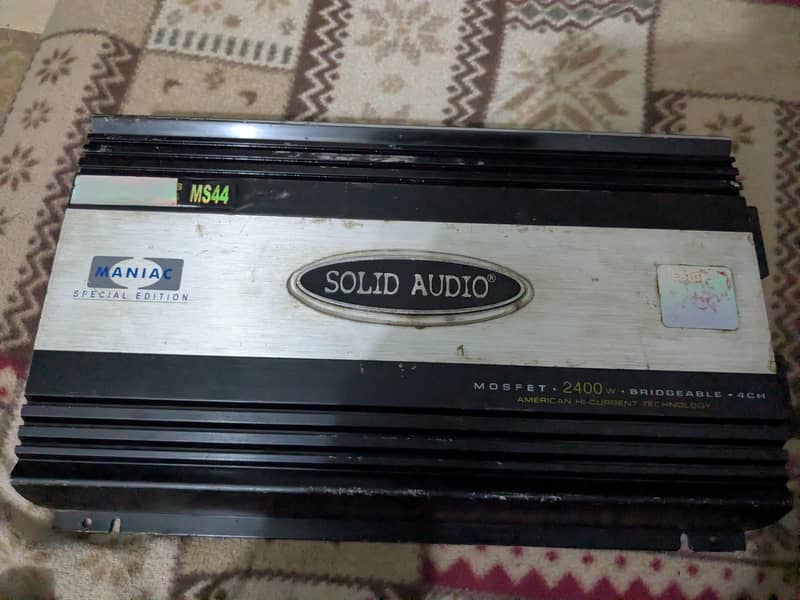 MS44
MANIAC
SPECIAL EDITION
SOLID AUDIO®
MOSFET · 2400 W · BRIDGEABLE · 4CH
AMERICAN HI-CURRENT TECHNOLOGY